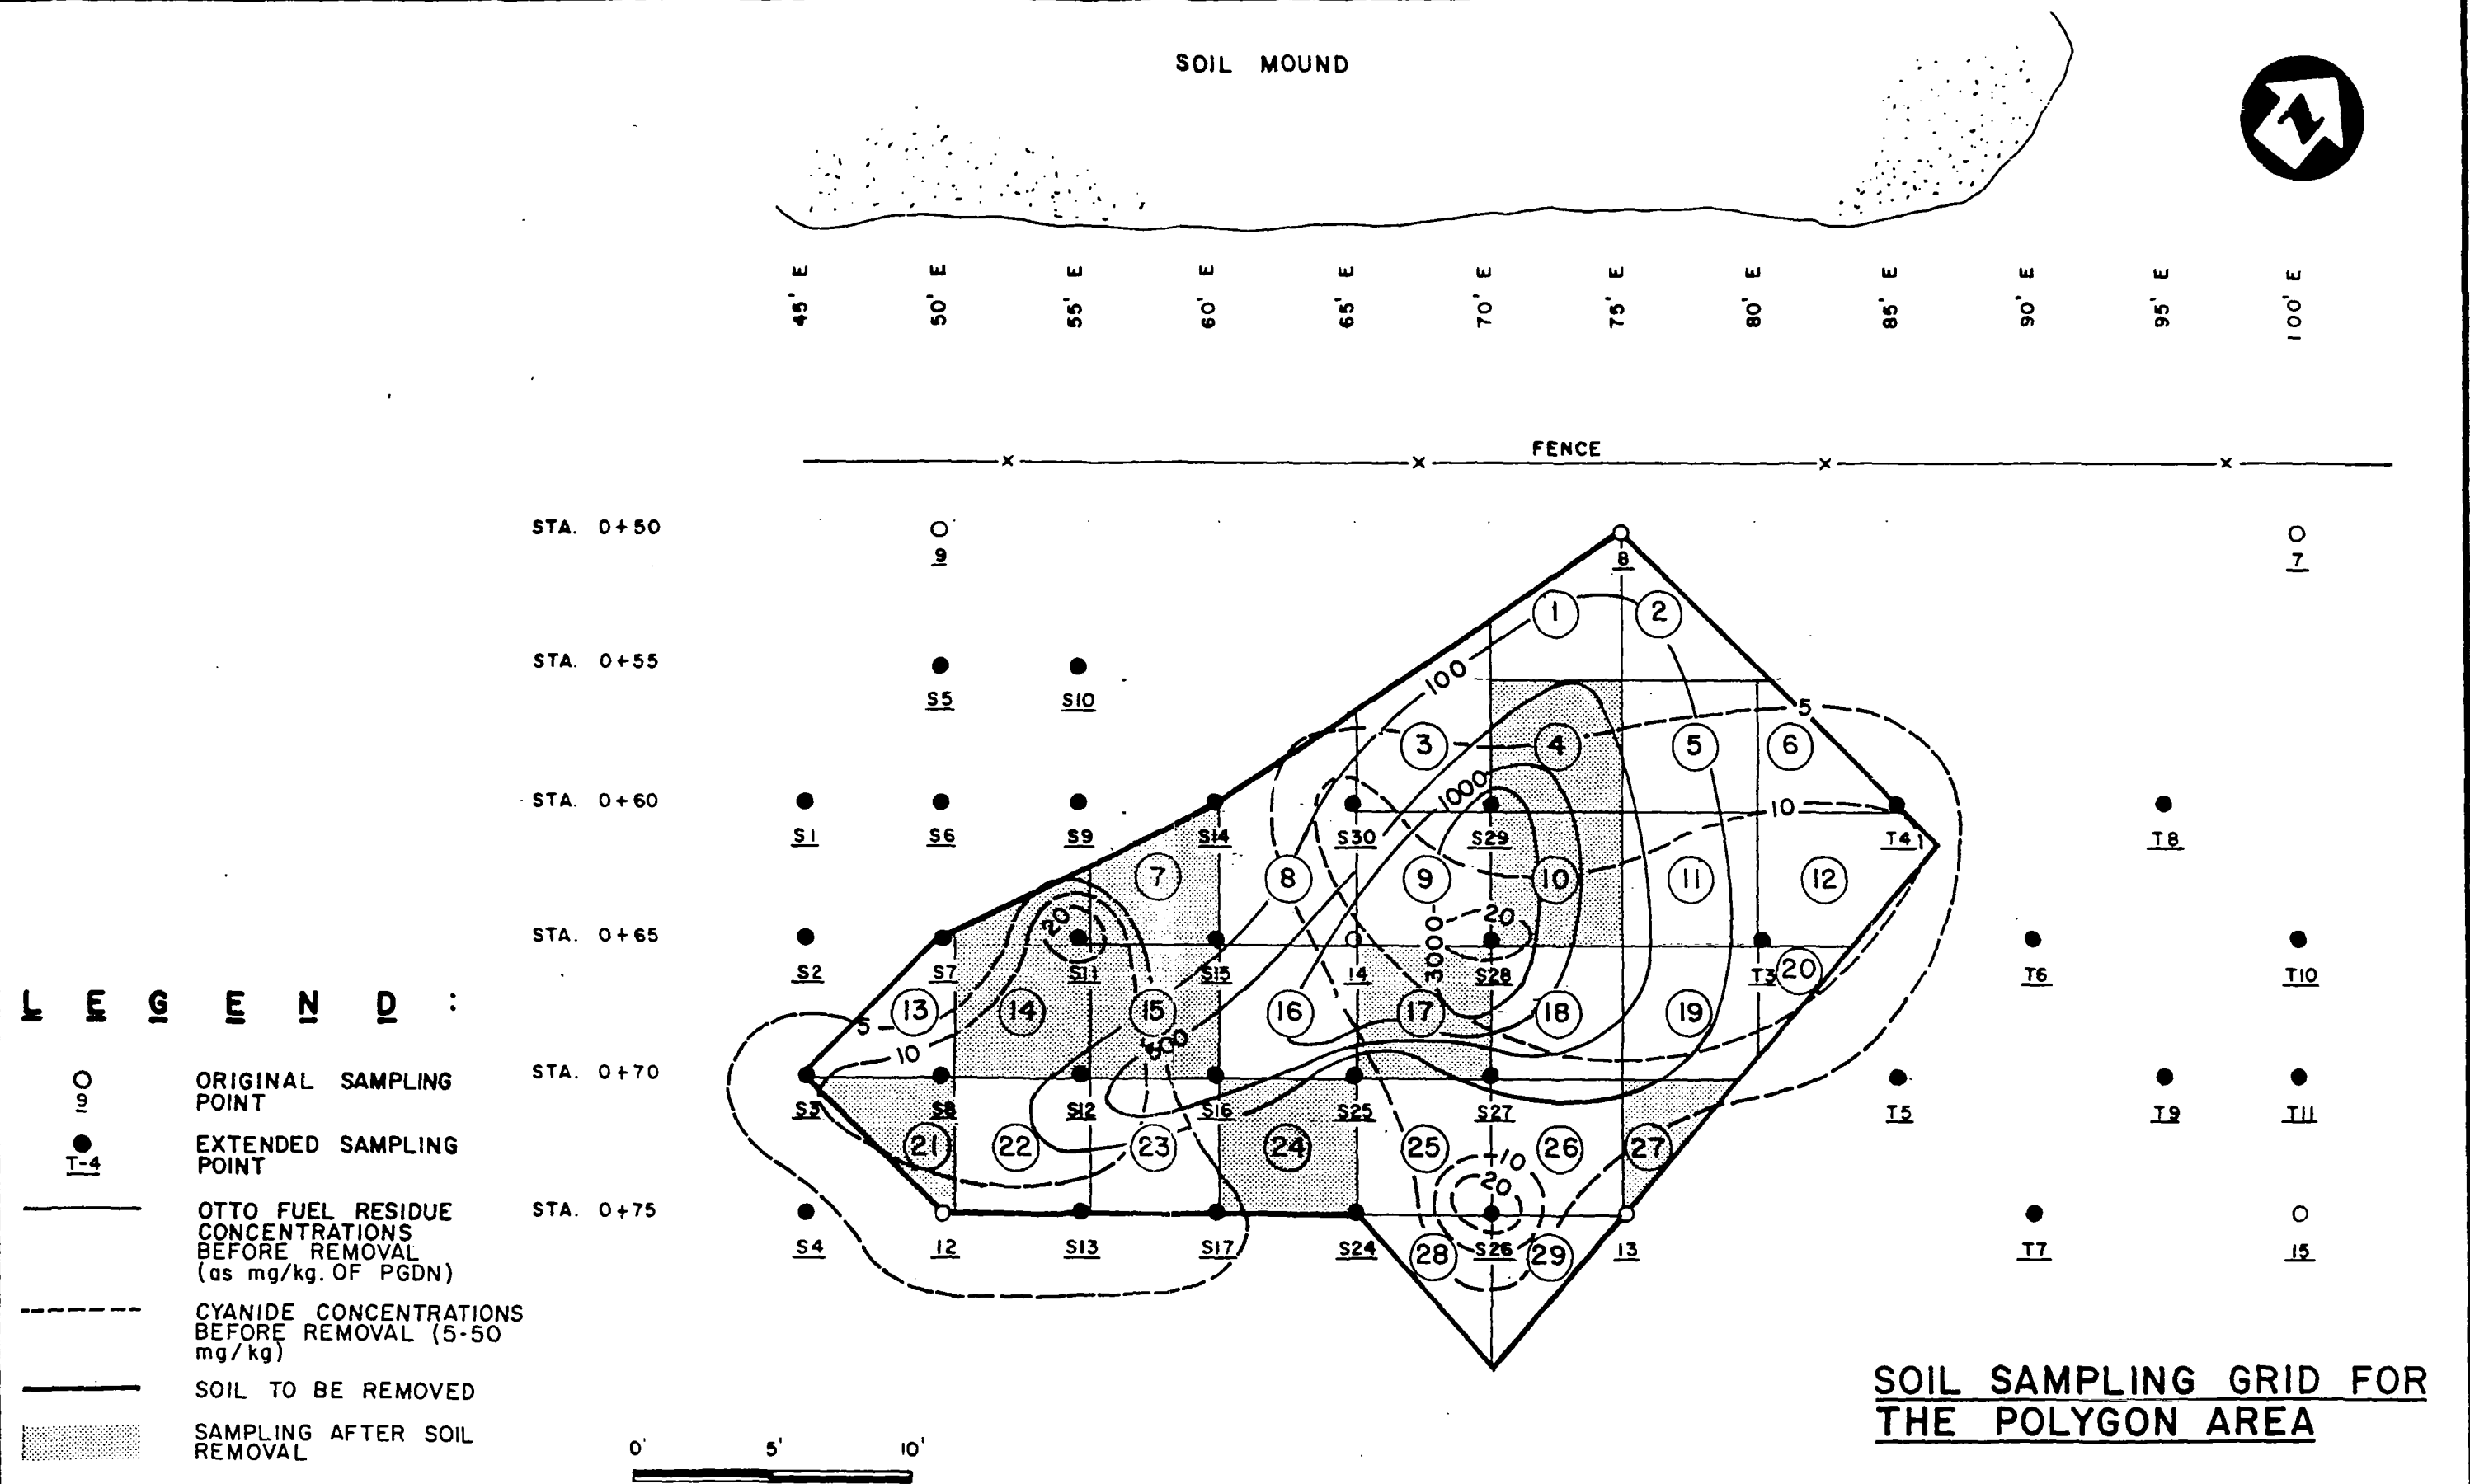 SOIL MOUND
N
45' E
50' E
55' E
60' E
65' E
70' E
75' E
80' E
85' E
90' E
95' E
100' E
FENCE
x x x x
STA. 0+50
9
8
7
1 2
STA. 0+55
S5 S10
100
5
3 4 5 6
STA. 0+60
1000
10
S1 S6 S9 S14 S30 S29 T4 T8
7 8 9 10 11 12
STA. 0+65
20
20
3000
S2 S7 S11 S15 14 S28 T3 T6 T10
20
13 14 15 16 17 18 19
5
500
10
STA. 0+70
S3 S8 S12 S16 S25 S27 T5 T9 T11
21 22 23 24 25 26 27
10
20
STA. 0+75
S4 12 S13 S17 S24 S26 13 T7 15
28 29
LEGEND:
9
ORIGINAL SAMPLING
POINT
T-4
EXTENDED SAMPLING
POINT
OTTO FUEL RESIDUE
CONCENTRATIONS
BEFORE REMOVAL
(as mg/kg. OF PGDN)
CYANIDE CONCENTRATIONS
BEFORE REMOVAL (5-50
mg/kg)
SOIL TO BE REMOVED
SAMPLING AFTER SOIL
REMOVAL
0' 5' 10'
SOIL SAMPLING GRID FOR
THE POLYGON AREA